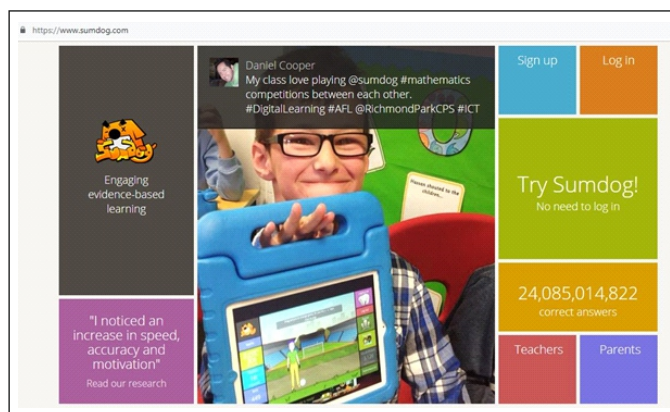 https://www.sumdog.com
Sumdog
Engaging
evidence-based
learning
"I noticed an
increase in speed,
accuracy and
motivation"
Read our research
Daniel Cooper
My class love playing @sumdog #mathematics
competitions between each other.
#DigitalLearning #AFL @RichmondParkCPS #ICT
Sign up
Log in
Try Sumdog!
No need to log in
24,085,014,822
correct answers
Teachers
Parents